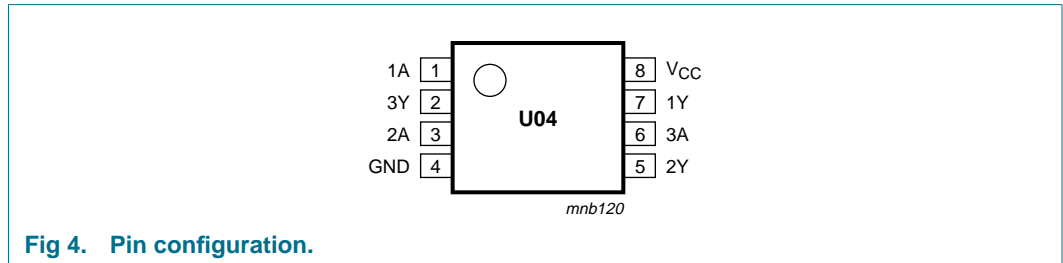 1A 1 8 VCC
3Y 2 7 1Y
U04
2A 3 6 3A
GND 4 5 2Y
mnb120
Fig 4. Pin configuration.